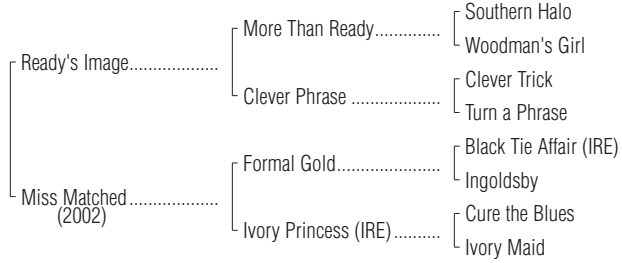 Southern Halo
More Than Ready..............
Woodman's Girl
Ready's Image...................
Clever Trick
Clever Phrase ...................
Turn a Phrase
Black Tie Affair (IRE)
Formal Gold......................
Ingoldsby
Miss Matched...................
(2002)
Cure the Blues
Ivory Princess (IRE)..........
Ivory Maid